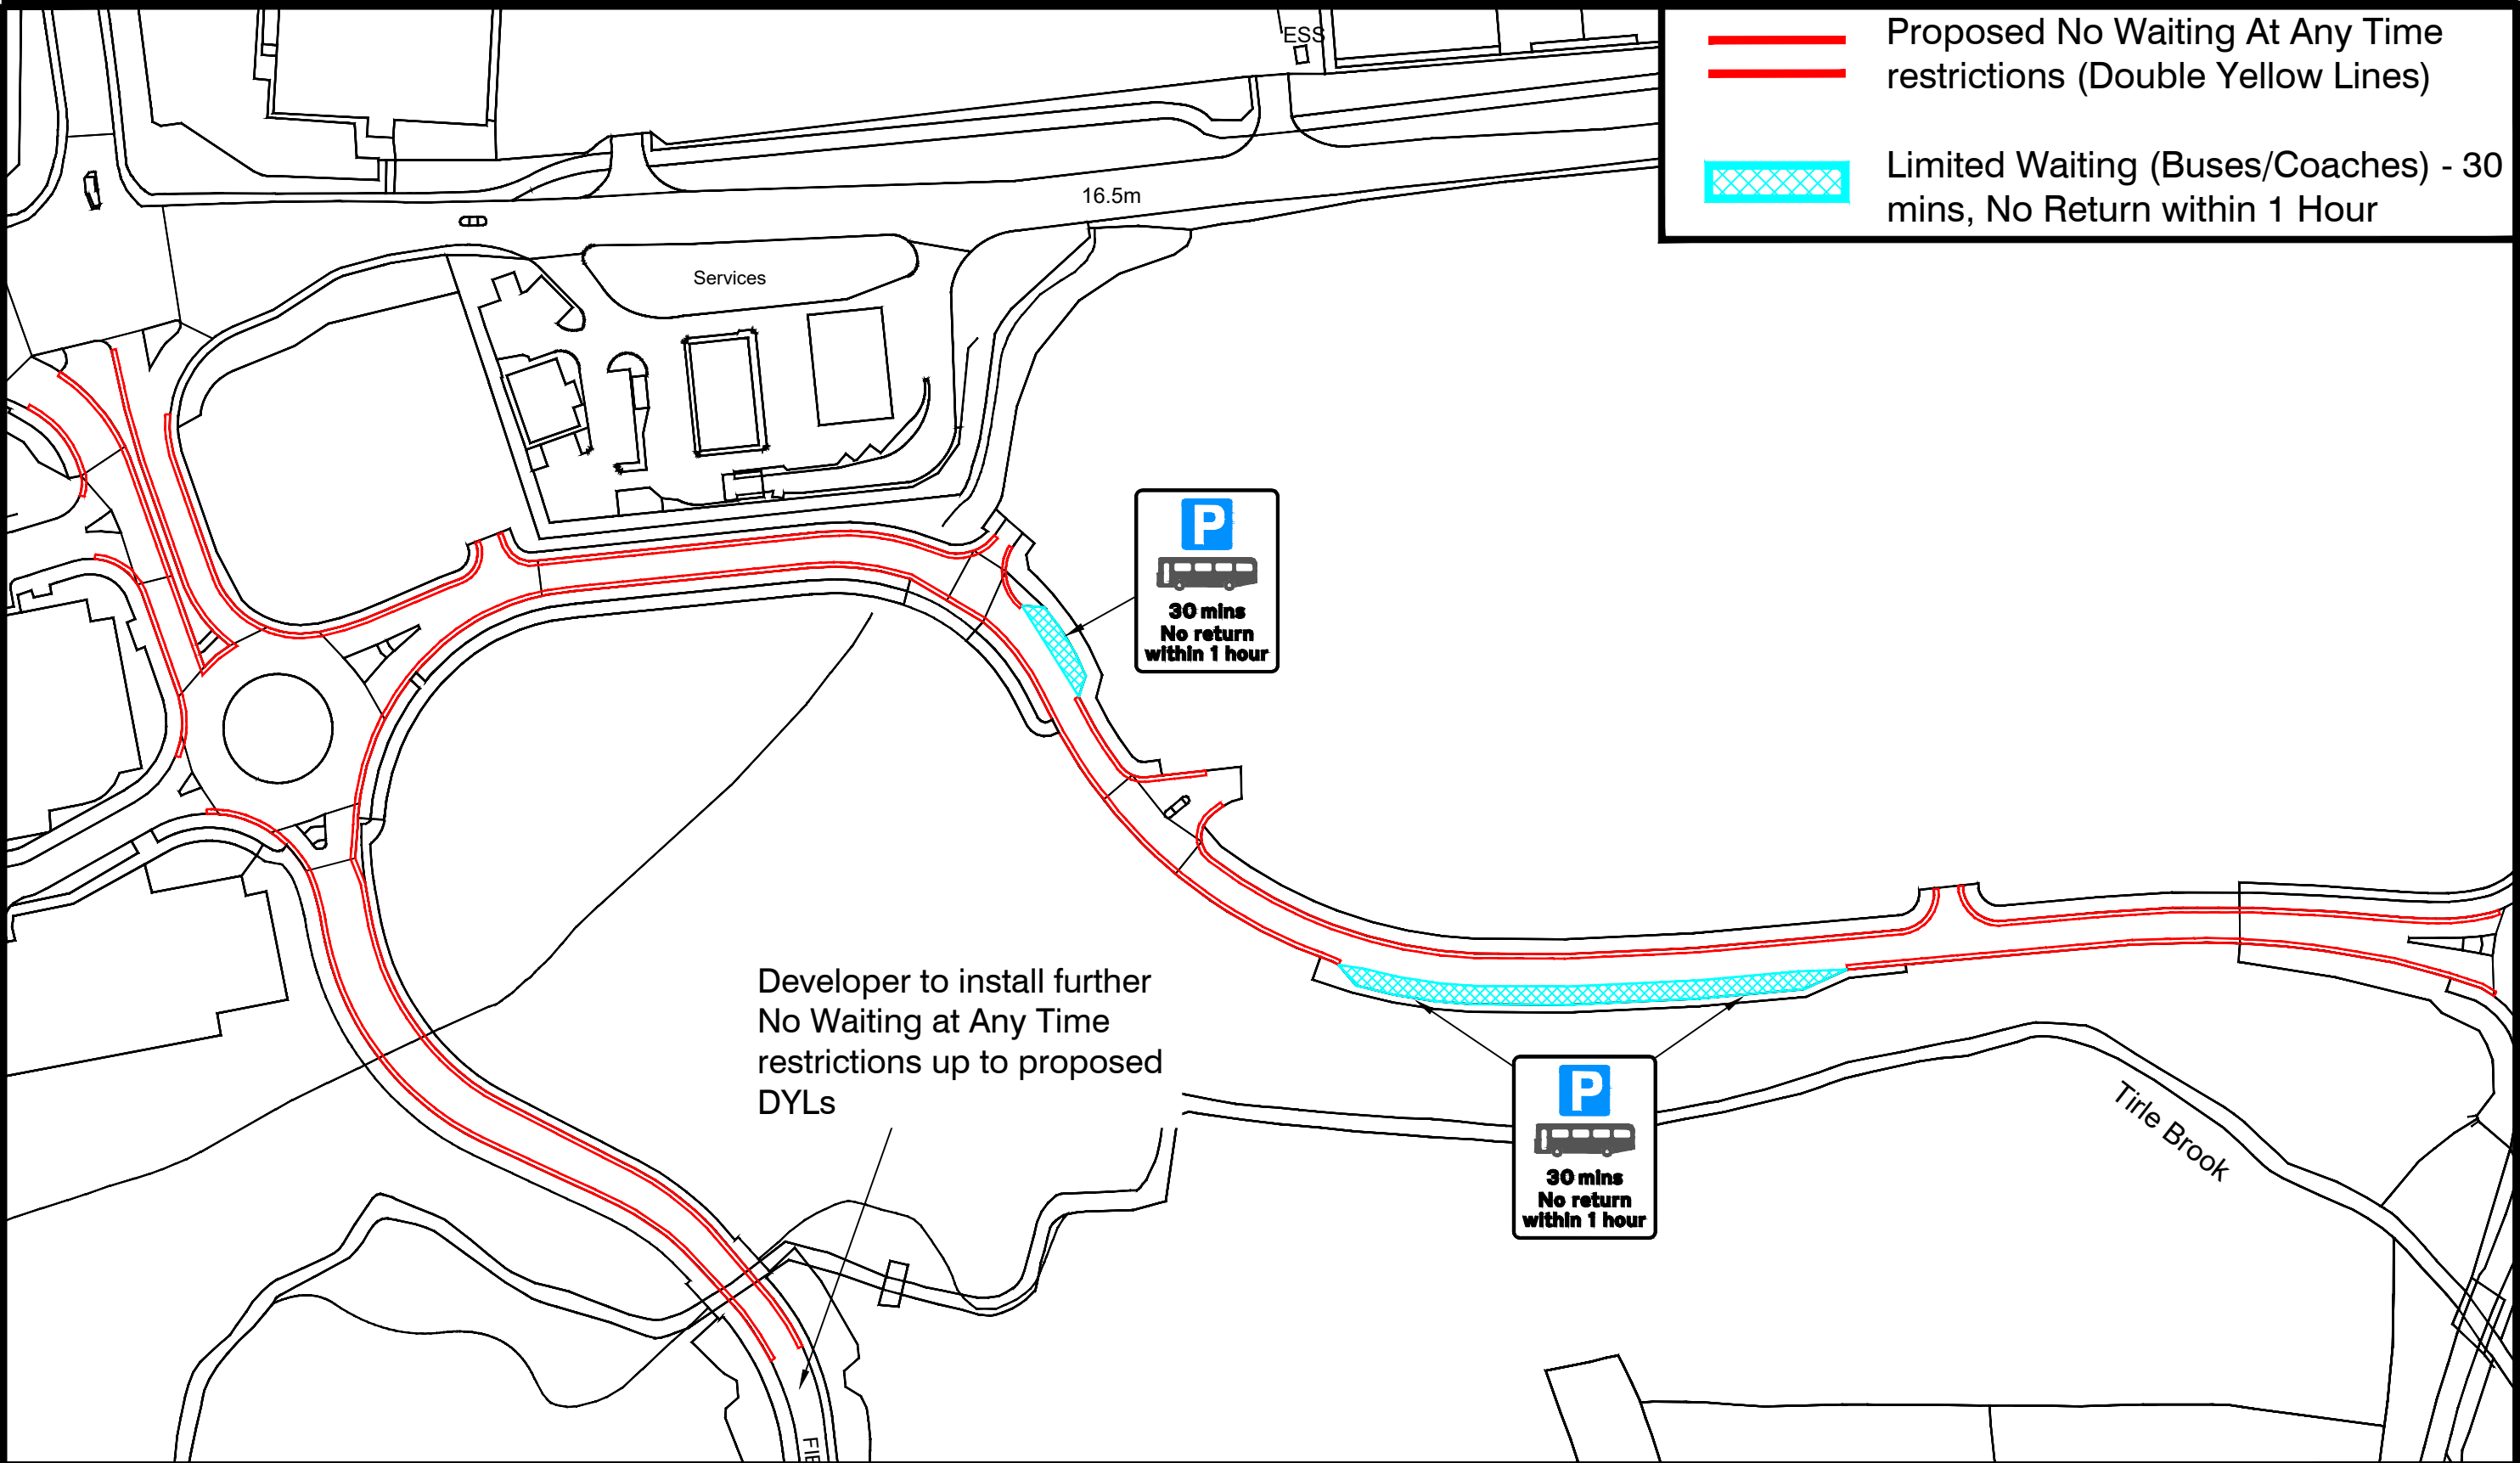 ESS
Proposed No Waiting At Any Time
restrictions (Double Yellow Lines)
Limited Waiting (Buses/Coaches) - 30
mins, No Return within 1 Hour
16.5m
Services
P
30 mins
No return
within 1 hour
Developer to install further
No Waiting at Any Time
restrictions up to proposed
DYLs
P
30 mins
No return
within 1 hour
Tirle Brook